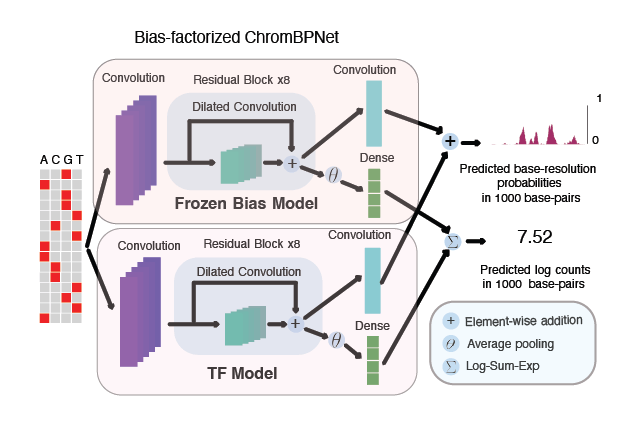 Bias-factorized ChromBPNet
Convolution
Residual Block x8
Convolution
Dilated Convolution
+
θ
Dense
Frozen Bias Model
A C G T
1
0
+
Predicted base-resolution
probabilities
in 1000 base-pairs
Σ
7.52
Predicted log counts
in 1000 base-pairs
Convolution
Residual Block x8
Convolution
Dilated Convolution
+
θ
Dense
TF Model
+ Element-wise addition
θ Average pooling
Σ Log-Sum-Exp